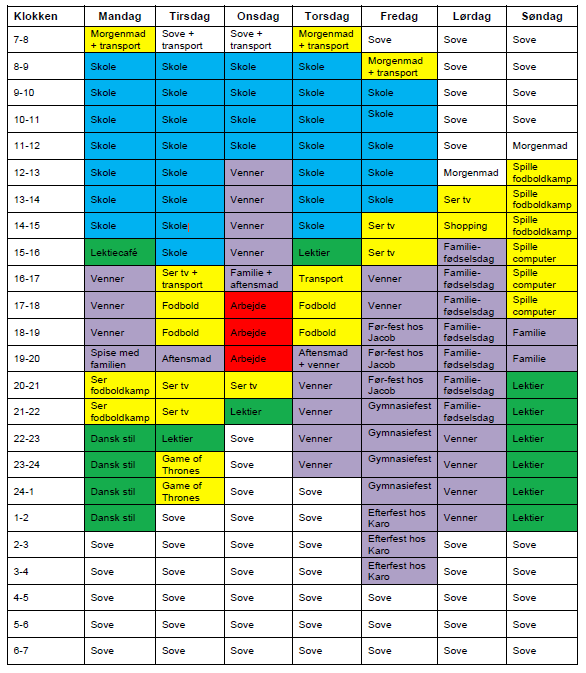 Klokken Mandag Tirsdag Onsdag Torsdag Fredag Lørdag Søndag
7-8 Morgenmad + transport Sove + transport Sove + transport Morgenmad + transport Sove Sove Sove
8-9 Skole Skole Skole Skole Morgenmad + transport Sove Sove
9-10 Skole Skole Skole Skole Skole Sove Sove
10-11 Skole Skole Skole Skole Skole Sove Sove
11-12 Skole Skole Skole Skole Skole Sove Morgenmad
12-13 Skole Skole Venner Skole Skole Morgenmad Spille fodboldkamp
13-14 Skole Skole Venner Skole Skole Ser tv Spille fodboldkamp
14-15 Skole Skole Venner Skole Ser tv Shopping Spille fodboldkamp
15-16 Lektiecafé Skole Venner Lektier Ser tv Familie-fødselsdag Spille computer
16-17 Venner Ser tv + transport Familie + aftensmad Transport Venner Familie-fødselsdag Spille computer
17-18 Venner Fodbold Arbejde Fodbold Venner Familie-fødselsdag Spille computer
18-19 Venner Fodbold Arbejde Fodbold Før-fest hos Jacob Familie-fødselsdag Familie
19-20 Spise med familien Aftensmad Arbejde Aftensmad + venner Før-fest hos Jacob Familie-fødselsdag Familie
20-21 Ser fodboldkamp Ser tv Ser tv Venner Før-fest hos Jacob Familie-fødselsdag Lektier
21-22 Ser fodboldkamp Ser tv Lektier Venner Gymnasiefest Familie-fødselsdag Lektier
22-23 Dansk stil Lektier Sove Venner Gymnasiefest Venner Lektier
23-24 Dansk stil Game of Thrones Sove Venner Gymnasiefest Venner Lektier
24-1 Dansk stil Game of Thrones Sove Sove Gymnasiefest Venner Lektier
1-2 Dansk stil Sove Sove Sove Efterfest hos Karo Venner Lektier
2-3 Sove Sove Sove Sove Efterfest hos Karo Sove Sove
3-4 Sove Sove Sove Sove Efterfest hos Karo Sove Sove
4-5 Sove Sove Sove Sove Sove Sove Sove
5-6 Sove Sove Sove Sove Sove Sove Sove
6-7 Sove Sove Sove Sove Sove Sove Sove